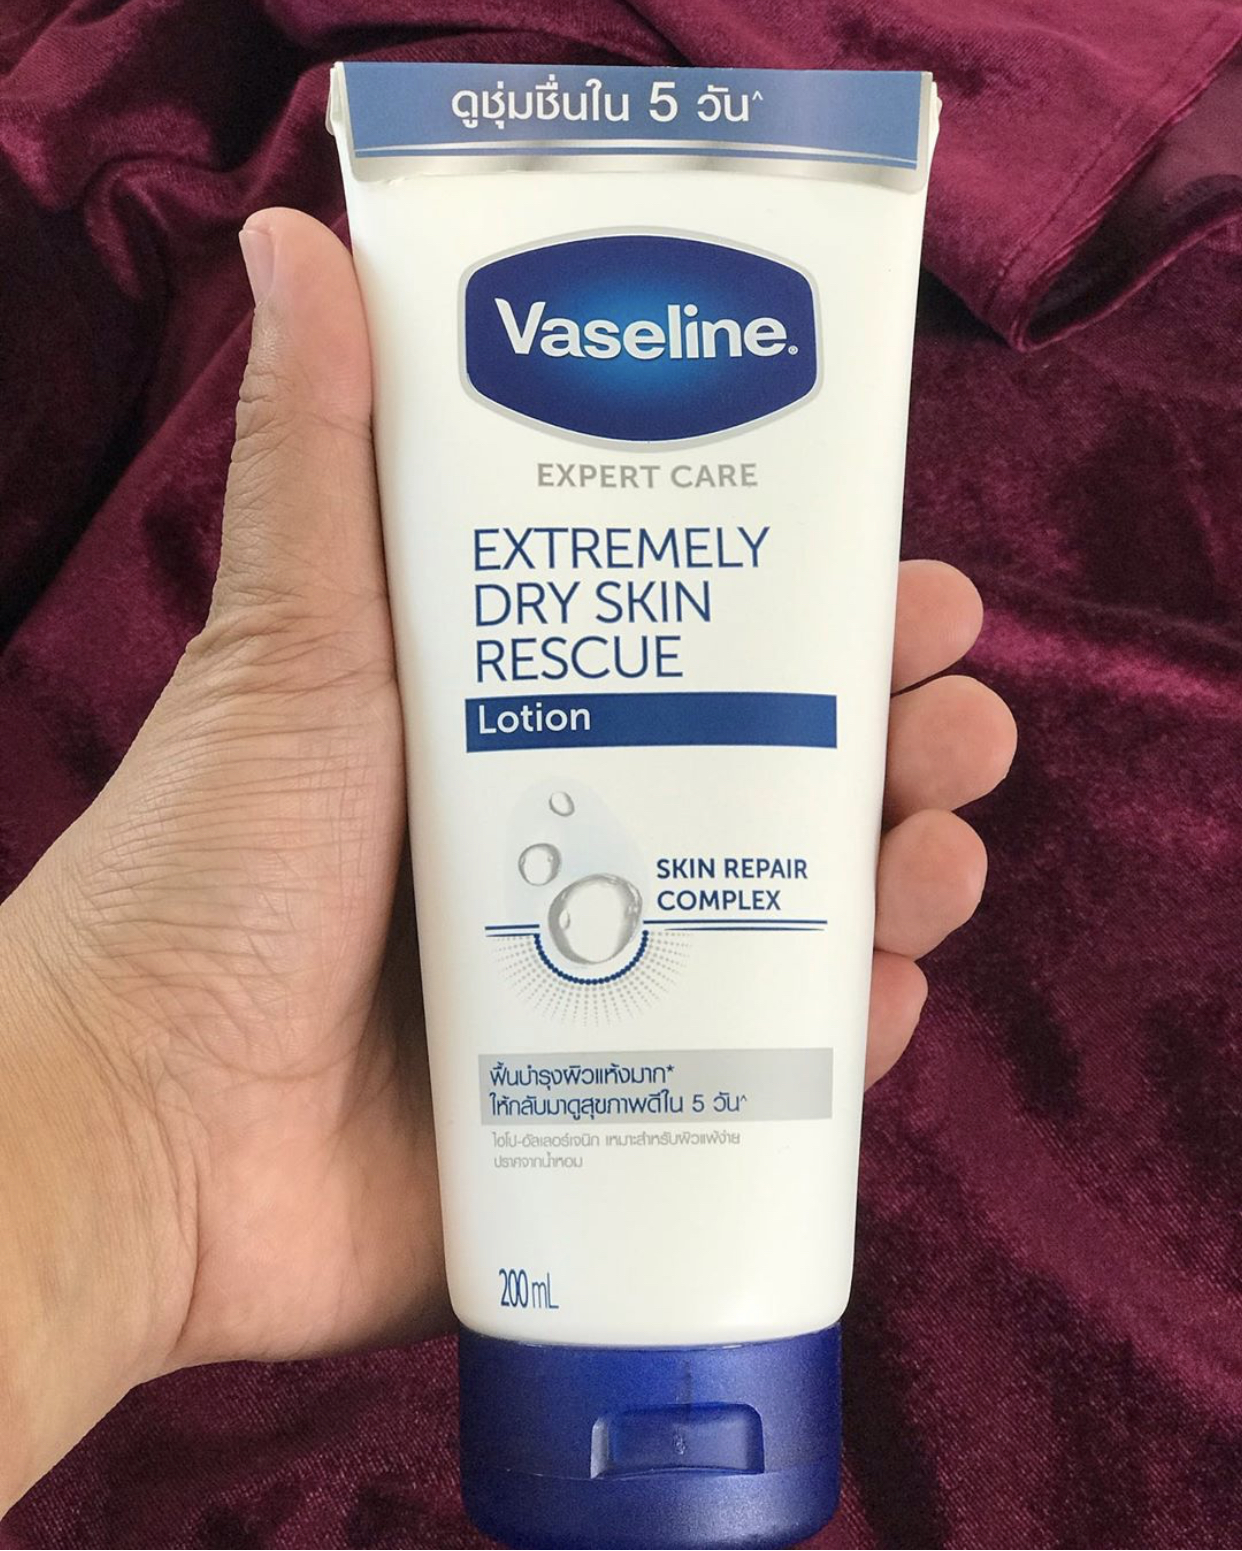 ดูชุ่มชื่นใน 5 วัน^
Vaseline®
EXPERT CARE
EXTREMELY
DRY SKIN
RESCUE
Lotion
SKIN REPAIR
COMPLEX
ฟื้นบำรุงผิวแห้งมาก*
ให้กลับมาดูสุขภาพดีใน 5 วัน^
ไฮโป-อัลเลอร์เจนิก เหมาะสำหรับผิวแพ้ง่าย
ปราศจากน้ำหอม
200 mL